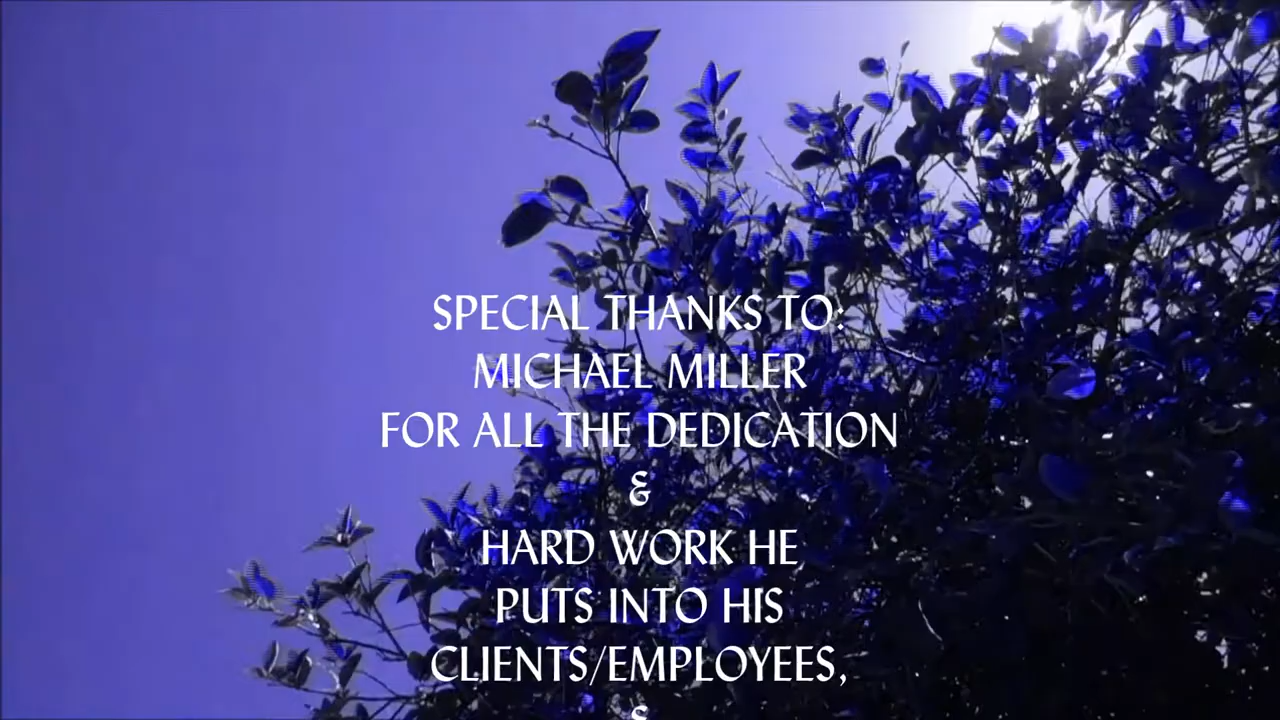 SPECIAL THANKS TO:
MICHAEL MILLER
FOR ALL THE DEDICATION
&
HARD WORK HE
PUTS INTO HIS
CLIENTS/EMPLOYEES,
&